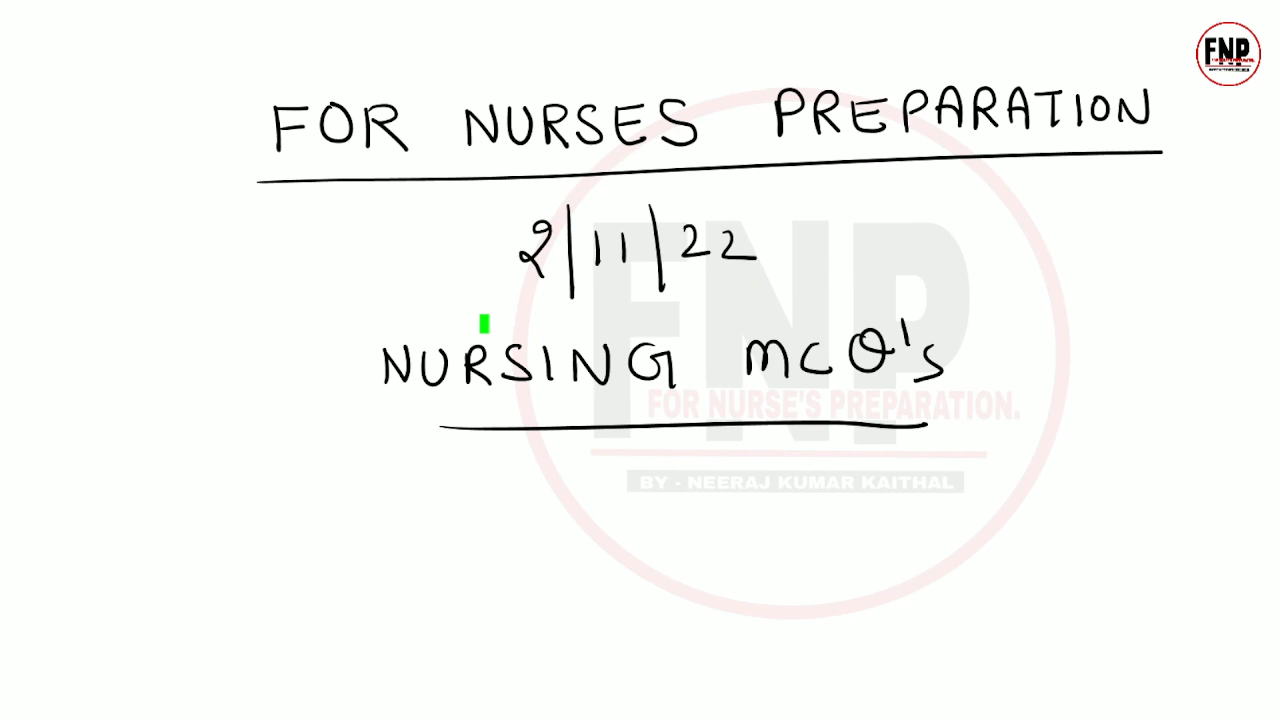 FNP
FOR NURSES PREPARATION
2/11/22
NURSING MCQ's
FNP
FOR NURSE'S PREPARATION.
BY - NEERAJ KUMAR KAITHAL